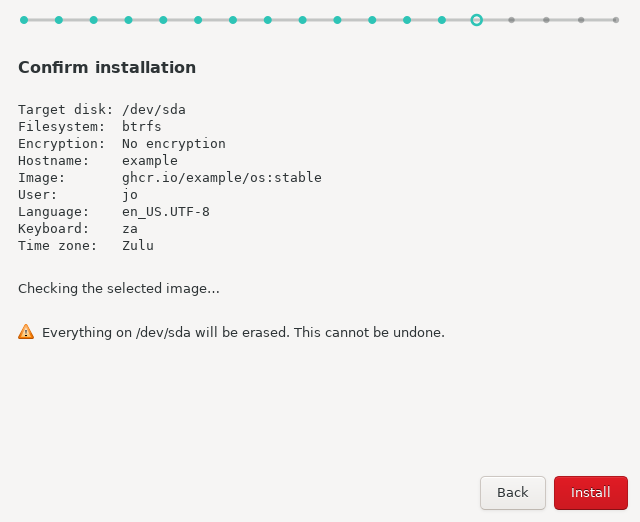 Confirm installation
Target disk: /dev/sda
Filesystem: btrfs
Encryption: No encryption
Hostname: example
Image: ghcr.io/example/os:stable
User: jo
Language: en_US.UTF-8
Keyboard: za
Time zone: Zulu
Checking the selected image...
Everything on /dev/sda will be erased. This cannot be undone.
Back
Install